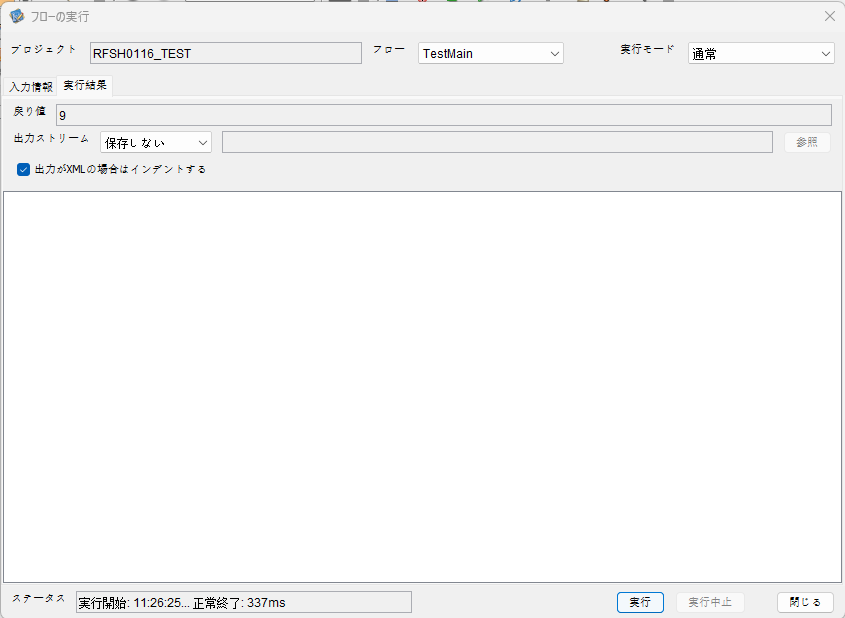 フローの実行
プロジェクト RFSH0116_TEST フロー TestMain 実行モード 通常
入力情報 実行結果
戻り値 9
出力ストリーム 保存しない 参照
出力がXMLの場合はインデントする
ステータス 実行開始: 11:26:25... 正常終了: 337ms 実行 実行中止 閉じる